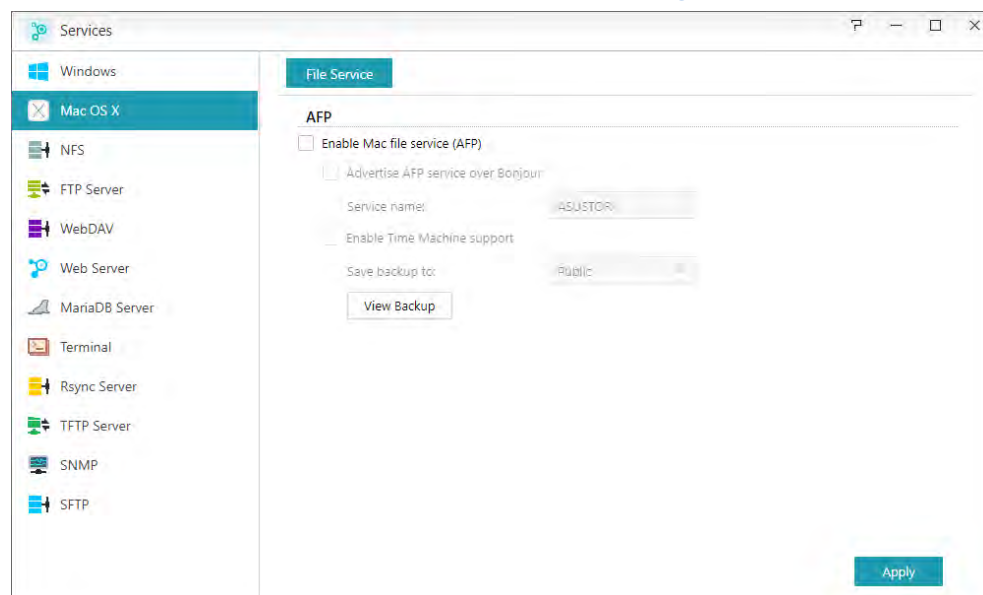 Services
Windows
Mac OS X
NFS
FTP Server
WebDAV
Web Server
MariaDB Server
Terminal
Rsync Server
TFTP Server
SNMP
SFTP
File Service
AFP
Enable Mac file service (AFP)
Advertise AFP service over Bonjour
Service name: ASUSTOR
Enable Time Machine support
Save backup to: Public
View Backup
Apply